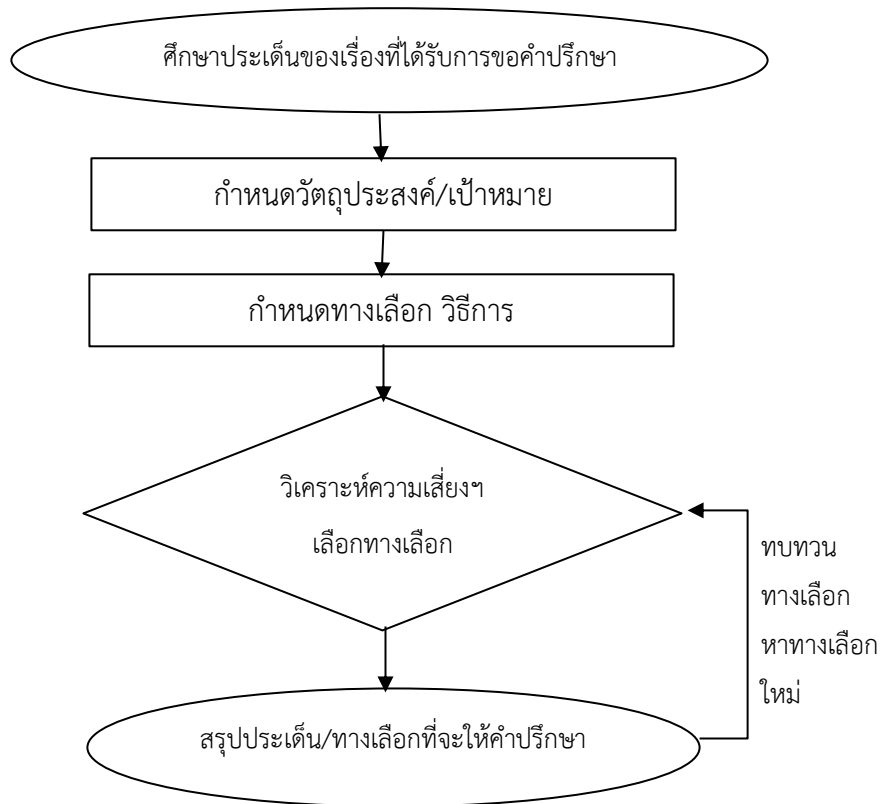 ศึกษาประเด็นของเรื่องที่ได้รับการขอคำปรึกษา
กำหนดวัตถุประสงค์/เป้าหมาย
กำหนดทางเลือก วิธีการ
วิเคราะห์ความเสี่ยงฯ
เลือกทางเลือก
ทบทวน
ทางเลือก
หาทางเลือก
ใหม่
สรุปประเด็น/ทางเลือกที่จะให้คำปรึกษา